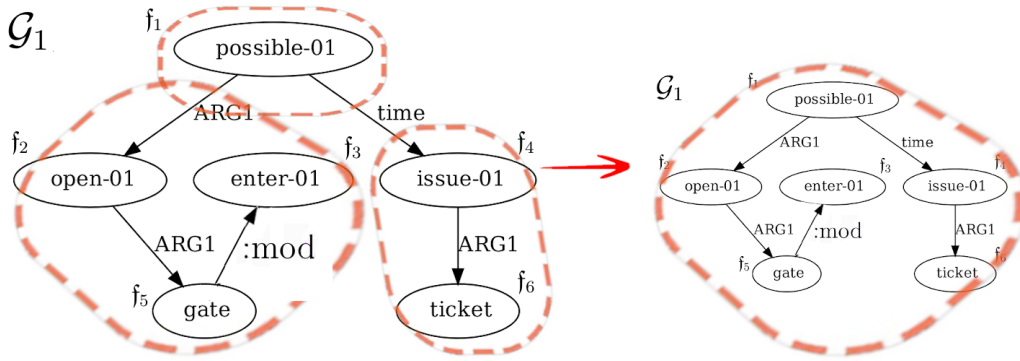 𝒢₁
𝔣₁
possible-01
ARG1
time
𝔣₂
𝔣₃
𝔣₄
open-01
enter-01
issue-01
ARG1
:mod
ARG1
𝔣₅
𝔣₆
gate
ticket
𝒢₁
𝔣₁
possible-01
ARG1
time
𝔣₂
𝔣₃
𝔣₄
open-01
enter-01
issue-01
ARG1
:mod
ARG1
𝔣₅
𝔣₆
gate
ticket